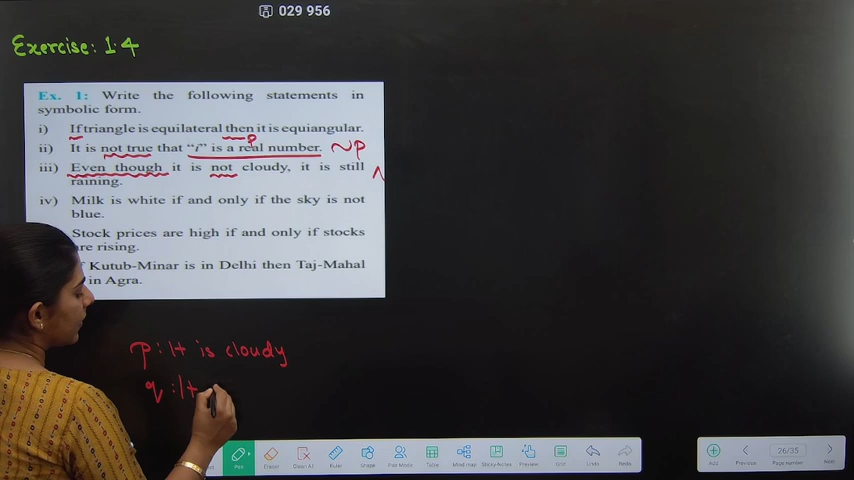 029 956
Exercise: 1.4
Ex. 1: Write the following statements in
symbolic form.
i) If triangle is equilateral then it is equiangular.
p
ii) It is not true that "i" is a real number. ~p
iii) Even though it is not cloudy, it is still
raining.
∧
iv) Milk is white if and only if the sky is not
blue.
Stock prices are high if and only if stocks
are rising.
Kutub-Minar is in Delhi then Taj-Mahal
in Agra.
p : It is cloudy
q : It
Pen
Eraser
Clean All
Ruler
Shape
Pan Mode
Table
Mind map
Sticky-Notes
Preview
Grid
Undo
Redo
Add
Previous
26/35
Page number
Next